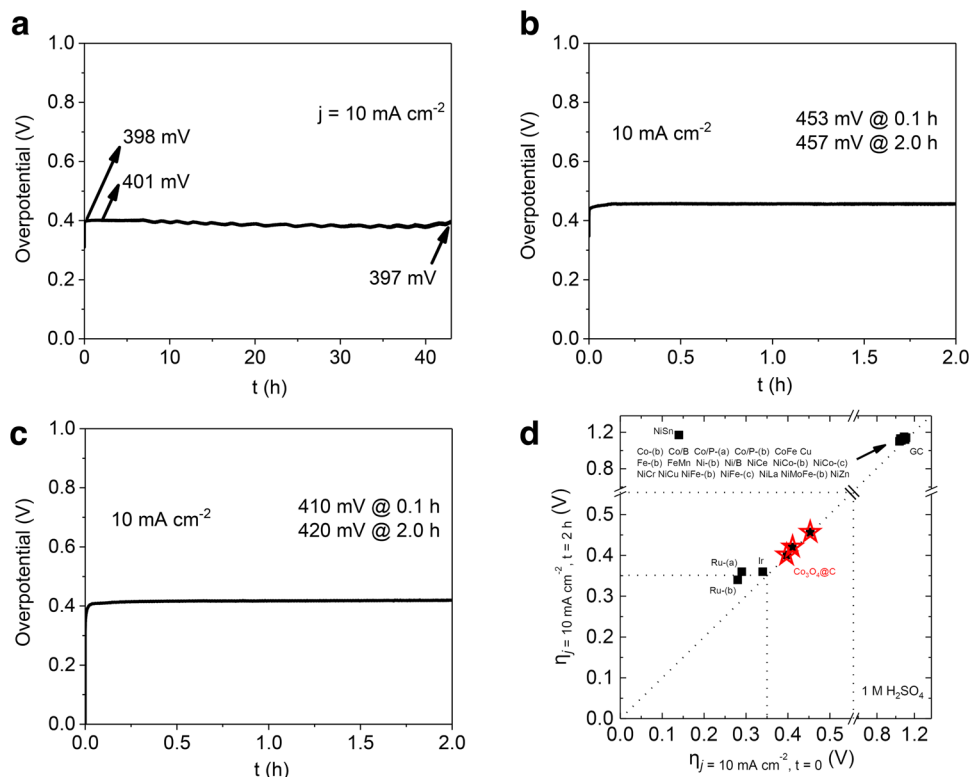 a
1.0
0.8
0.6
0.4
0.2
0.0
Overpotential (V)
j = 10 mA cm⁻²
398 mV
401 mV
397 mV
0 10 20 30 40
t (h)
b
1.0
0.8
0.6
0.4
0.2
0.0
Overpotential (V)
10 mA cm⁻²
453 mV @ 0.1 h
457 mV @ 2.0 h
0.0 0.5 1.0 1.5 2.0
t (h)
c
1.0
0.8
0.6
0.4
0.2
0.0
Overpotential (V)
10 mA cm⁻²
410 mV @ 0.1 h
420 mV @ 2.0 h
0.0 0.5 1.0 1.5 2.0
t (h)
d
1.2
1.0
0.8
0.5
0.4
0.3
0.2
0.1
0.0
ηj = 10 mA cm⁻², t = 2 h (V)
NiSn
Co-(b) Co/B Co/P-(a) Co/P-(b) CoFe Cu
Fe-(b) FeMn Ni-(b) Ni/B NiCe NiCo-(b) NiCo-(c)
NiCr NiCu NiFe-(b) NiFe-(c) NiLa NiMoFe-(b) NiZn
GC
Ru-(a)
Ir
Ru-(b)
Co₃O₄@C
1 M H₂SO₄
0.0 0.1 0.2 0.3 0.4 0.5 0.8 1.2
ηj = 10 mA cm⁻², t = 0 (V)